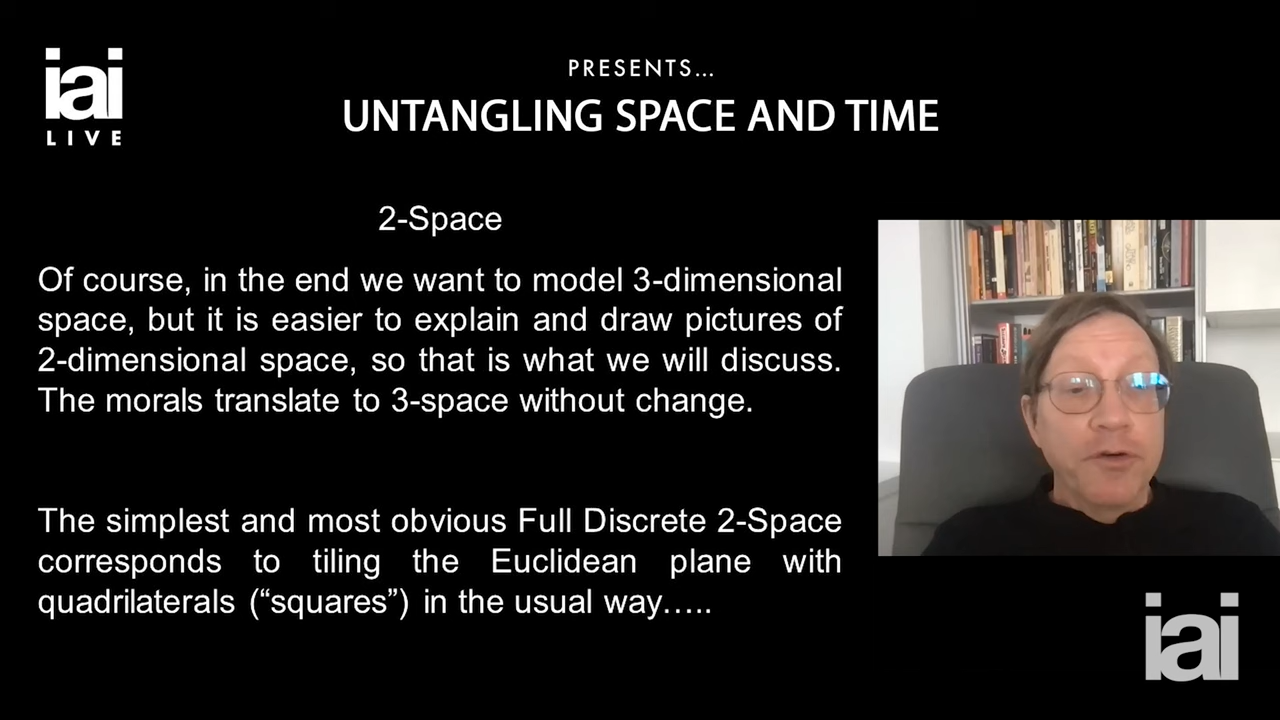 iai
LIVE
PRESENTS...
UNTANGLING SPACE AND TIME
2-Space
Of course, in the end we want to model 3-dimensional
space, but it is easier to explain and draw pictures of
2-dimensional space, so that is what we will discuss.
The morals translate to 3-space without change.
The simplest and most obvious Full Discrete 2-Space
corresponds to tiling the Euclidean plane with
quadrilaterals (“squares”) in the usual way…..
iai